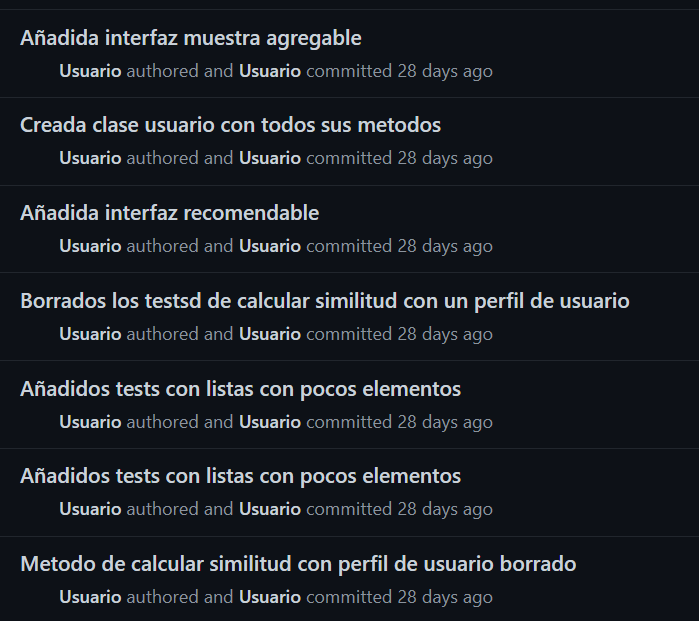 Añadida interfaz muestra agregable
Usuario authored and Usuario committed 28 days ago
Creada clase usuario con todos sus metodos
Usuario authored and Usuario committed 28 days ago
Añadida interfaz recomendable
Usuario authored and Usuario committed 28 days ago
Borrados los testsd de calcular similitud con un perfil de usuario
Usuario authored and Usuario committed 28 days ago
Añadidos tests con listas con pocos elementos
Usuario authored and Usuario committed 28 days ago
Añadidos tests con listas con pocos elementos
Usuario authored and Usuario committed 28 days ago
Metodo de calcular similitud con perfil de usuario borrado
Usuario authored and Usuario committed 28 days ago